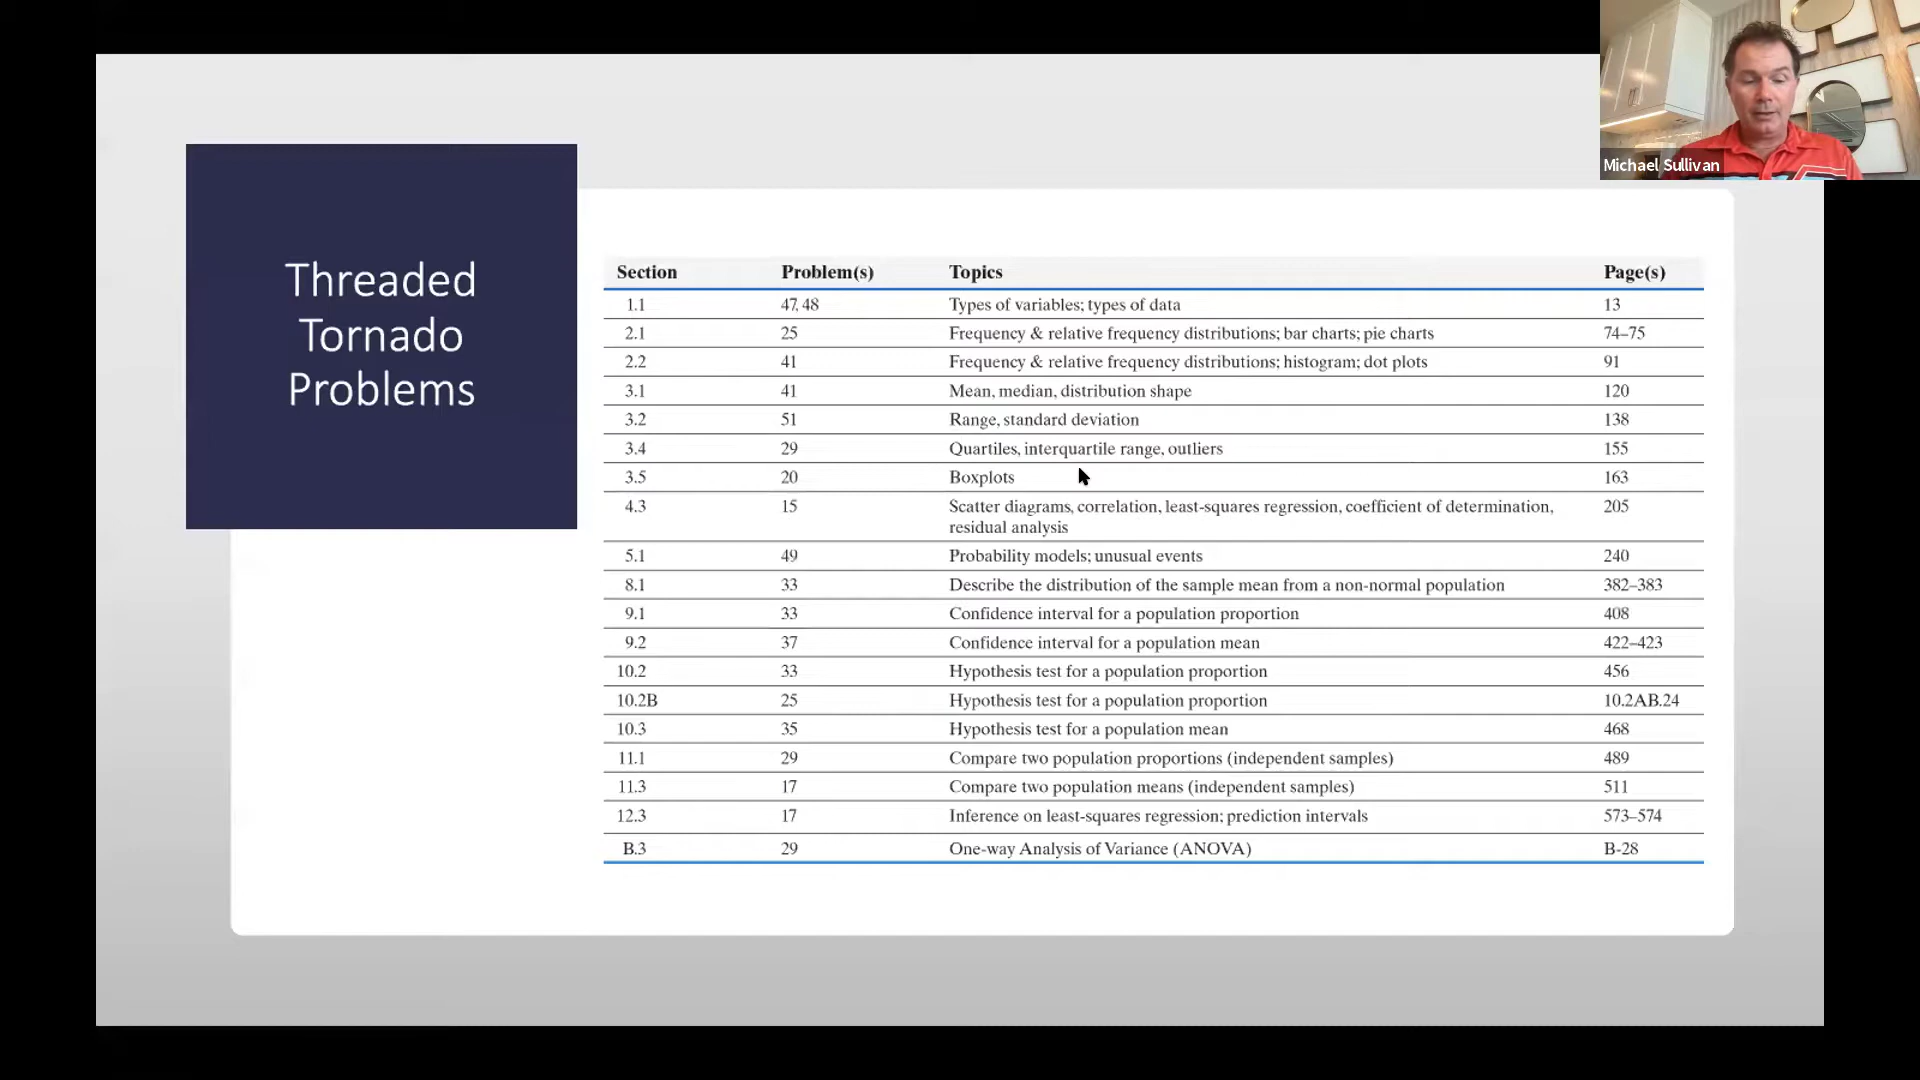 Michael Sullivan
Threaded
Tornado
Problems
Section Problem(s) Topics Page(s)
1.1 47, 48 Types of variables; types of data 13
2.1 25 Frequency & relative frequency distributions; bar charts; pie charts 74–75
2.2 41 Frequency & relative frequency distributions; histogram; dot plots 91
3.1 41 Mean, median, distribution shape 120
3.2 51 Range, standard deviation 138
3.4 29 Quartiles, interquartile range, outliers 155
3.5 20 Boxplots 163
4.3 15 Scatter diagrams, correlation, least-squares regression, coefficient of determination, 205
residual analysis
5.1 49 Probability models; unusual events 240
8.1 33 Describe the distribution of the sample mean from a non-normal population 382–383
9.1 33 Confidence interval for a population proportion 408
9.2 37 Confidence interval for a population mean 422–423
10.2 33 Hypothesis test for a population proportion 456
10.2B 25 Hypothesis test for a population proportion 10.2AB.24
10.3 35 Hypothesis test for a population mean 468
11.1 29 Compare two population proportions (independent samples) 489
11.3 17 Compare two population means (independent samples) 511
12.3 17 Inference on least-squares regression; prediction intervals 573–574
B.3 29 One-way Analysis of Variance (ANOVA) B-28